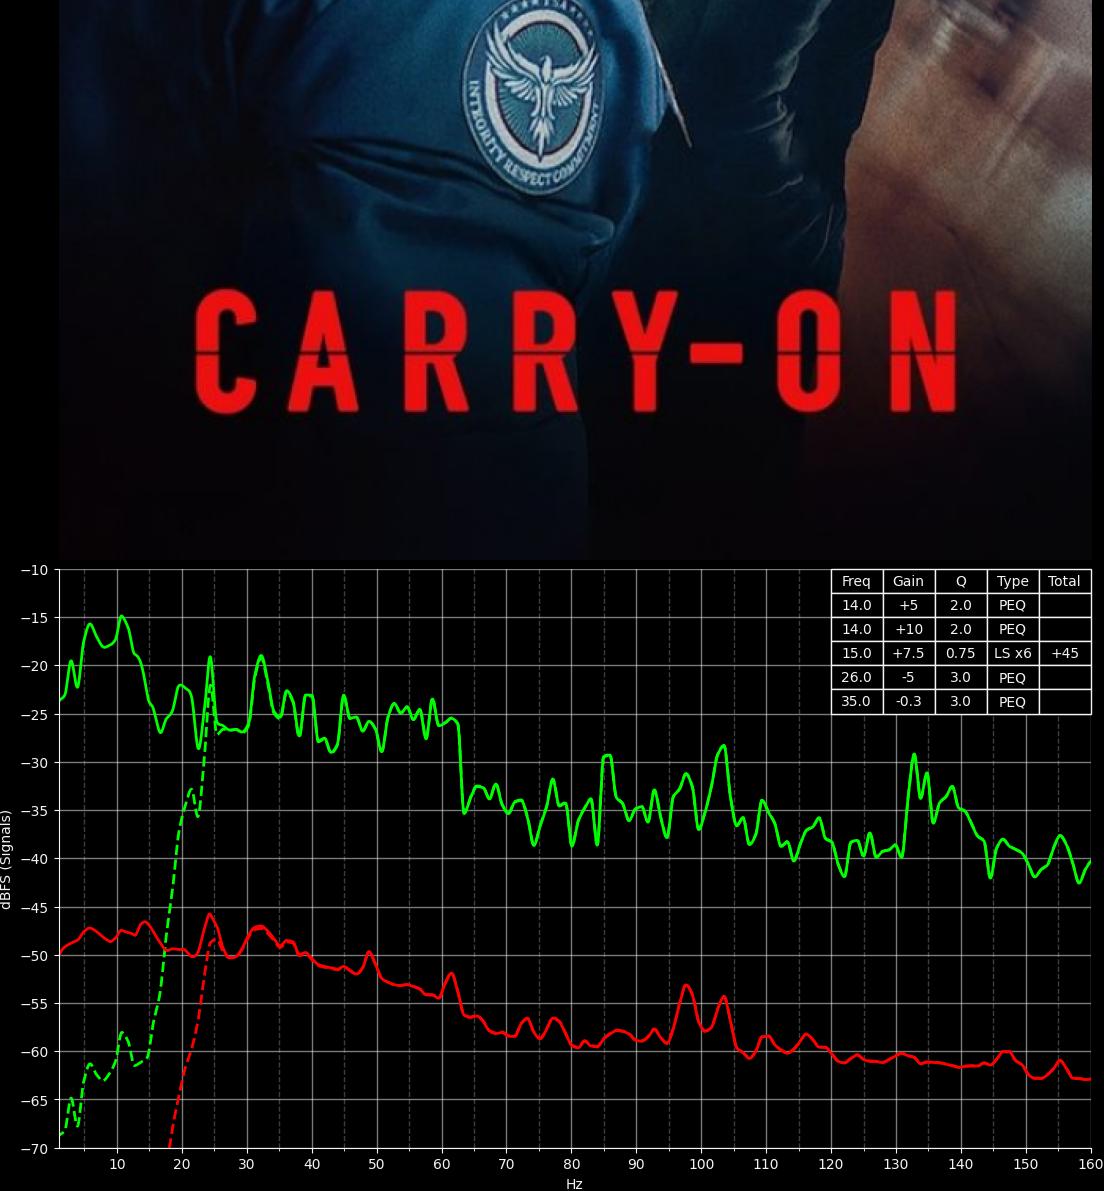 INTEGRITY RESPECT COMMITMENT
CARRY-ON
Freq Gain Q Type Total
14.0 +5 2.0 PEQ
14.0 +10 2.0 PEQ
15.0 +7.5 0.75 LS x6 +45
26.0 -5 3.0 PEQ
35.0 -0.3 3.0 PEQ
−10
−15
−20
−25
−30
−35
−40
−45
−50
−55
−60
−65
−70
dBFS (Signals)
10 20 30 40 50 60 70 80 90 100 110 120 130 140 150 160
Hz